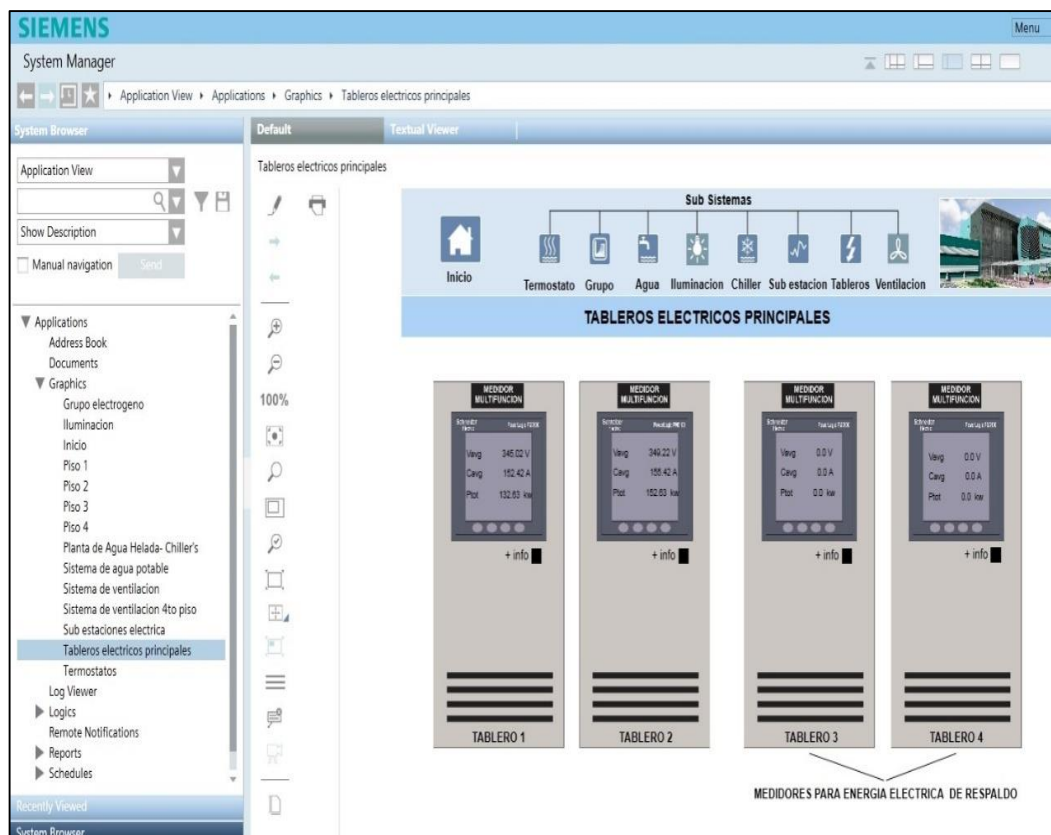 SIEMENS
Menu
System Manager
Application View Applications Graphics Tableros electricos principales
System Browser
Default
Textual Viewer
Application View
Show Description
Manual navigation
Send
Applications
Address Book
Documents
Graphics
Grupo electrogeno
Iluminacion
Inicio
Piso 1
Piso 2
Piso 3
Piso 4
Planta de Agua Helada- Chiller's
Sistema de agua potable
Sistema de ventilacion
Sistema de ventilacion 4to piso
Sub estaciones electrica
Tableros electricos principales
Termostatos
Log Viewer
Logics
Remote Notifications
Reports
Schedules
Recently Viewed
System Browser
Tableros electricos principales
100%
Sub Sistemas
Inicio
Termostato Grupo Agua Iluminacion Chiller Sub estacion Tableros Ventilacion
TABLEROS ELECTRICOS PRINCIPALES
MEDIDOR
MULTIFUNCION
Schneider
Electric
Vavg 345.02 V
Cavg 152.42 A
Ptot 132.63 kw
+ info
TABLERO 1
MEDIDOR
MULTIFUNCION
Schneider
Electric
Vavg 349.22 V
Cavg 155.42 A
Ptot 152.63 kw
+ info
TABLERO 2
MEDIDOR
MULTIFUNCION
Schneider
Electric
Vavg 0.0 V
Cavg 0.0 A
Ptot 0.0 kw
+ info
TABLERO 3
MEDIDOR
MULTIFUNCION
Schneider
Electric
Vavg 0.0 V
Cavg 0.0 A
Ptot 0.0 kw
+ info
TABLERO 4
MEDIDORES PARA ENERGIA ELECTRICA DE RESPALDO